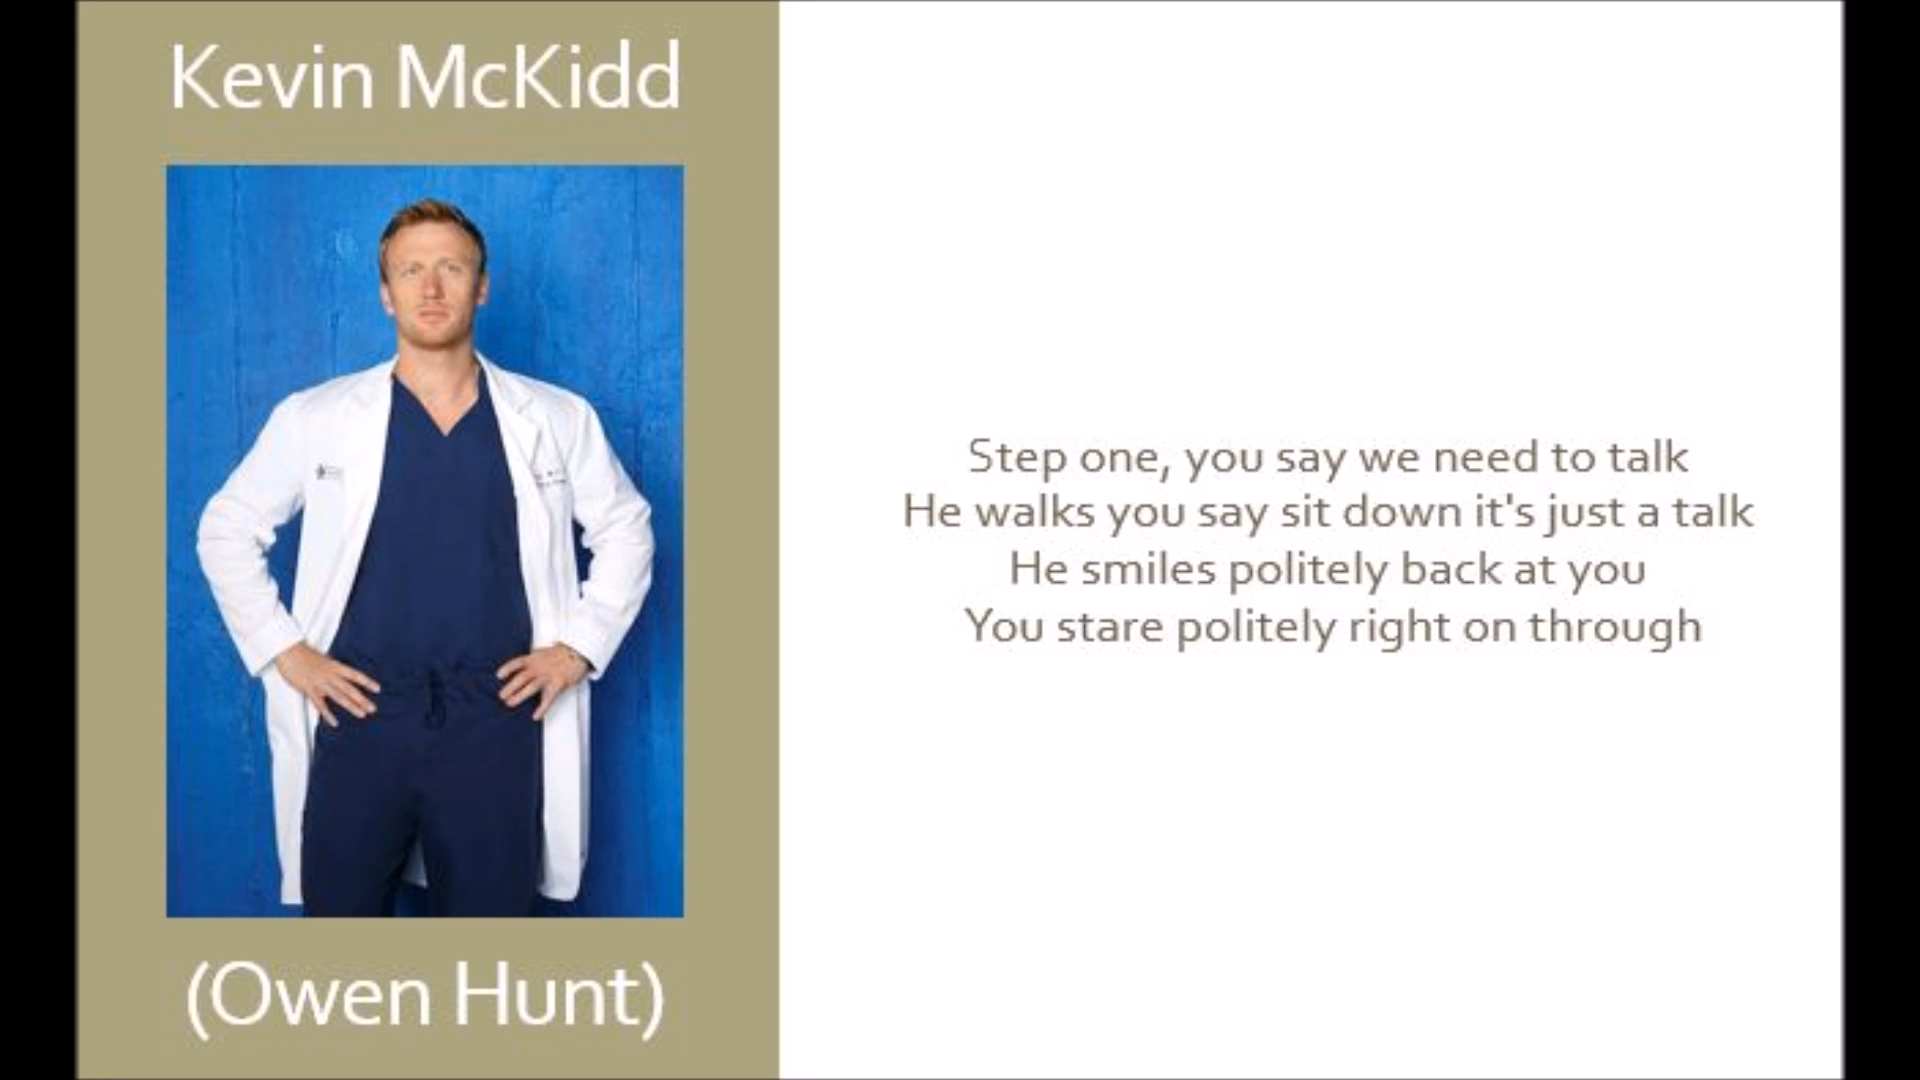 Kevin McKidd
(Owen Hunt)
Step one, you say we need to talk
He walks you say sit down it's just a talk
He smiles politely back at you
You stare politely right on through